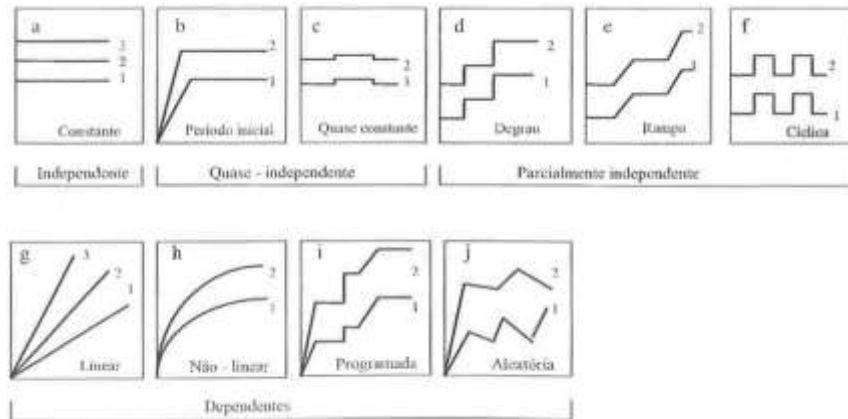 a
3
2
1
Constante
b
2
1
Período inicial
c
2
1
Quase constante
d
2
1
Degrau
e
2
1
Rampa
f
2
1
Cíclica
Independente
Quase - independente
Parcialmente independente
g
3
2
1
Linear
h
2
1
Não - linear
i
2
1
Programada
j
2
1
Aleatória
Dependentes